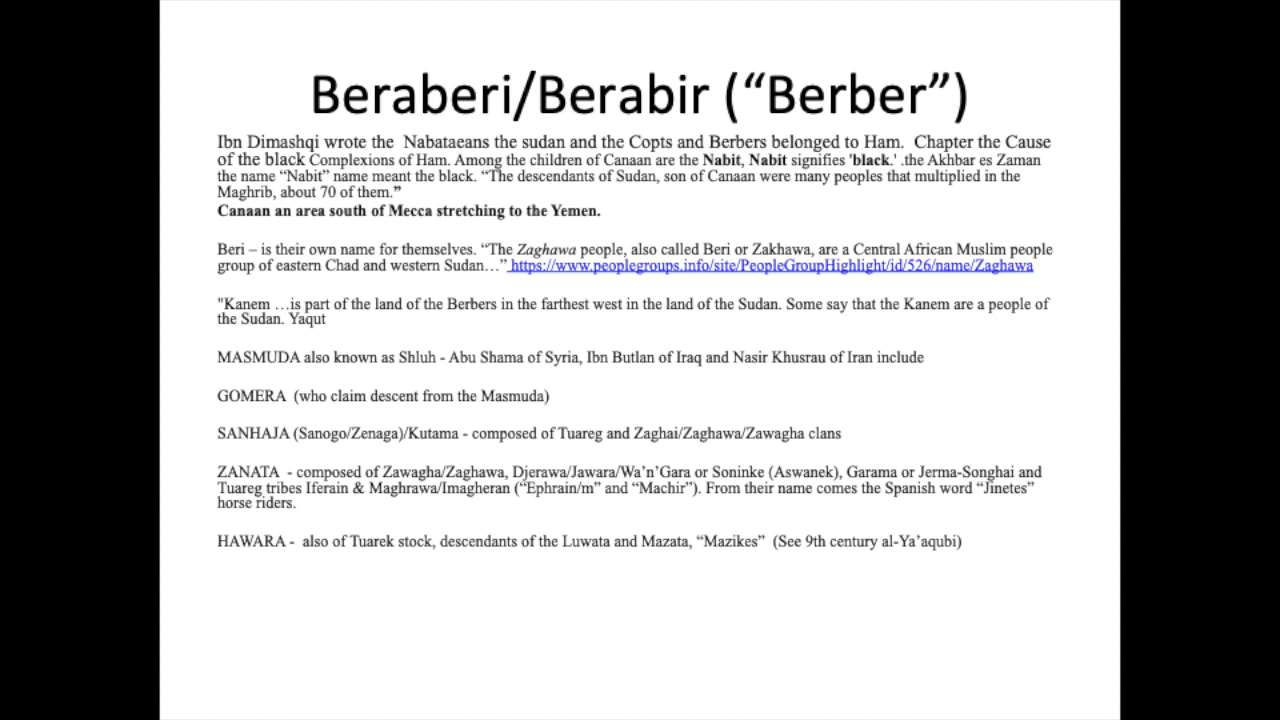 Beraberi/Berabir (“Berber”)
Ibn Dimashqi wrote the  Nabataeans the sudan and the Copts and Berbers belonged to Ham.  Chapter the Cause
of the black Complexions of Ham. Among the children of Canaan are the Nabit, Nabit signifies 'black.' .the Akhbar es Zaman
the name “Nabit” name meant the black. “The descendants of Sudan, son of Canaan were many peoples that multiplied in the
Maghrib, about 70 of them.”
Canaan an area south of Mecca stretching to the Yemen.
Beri – is their own name for themselves. “The Zaghawa people, also called Beri or Zakhawa, are a Central African Muslim people
group of eastern Chad and western Sudan…” https://www.peoplegroups.info/site/PeopleGroupHighlight/id/526/name/Zaghawa
"Kanem …is part of the land of the Berbers in the farthest west in the land of the Sudan. Some say that the Kanem are a people of
the Sudan. Yaqut
MASMUDA also known as Shluh - Abu Shama of Syria, Ibn Butlan of Iraq and Nasir Khusrau of Iran include
GOMERA  (who claim descent from the Masmuda)
SANHAJA (Sanogo/Zenaga)/Kutama - composed of Tuareg and Zaghai/Zaghawa/Zawagha clans
ZANATA  - composed of Zawagha/Zaghawa, Djerawa/Jawara/Wa’n’Gara or Soninke (Aswanek), Garama or Jerma-Songhai and
Tuareg tribes Iferain & Maghrawa/Imagheran (“Ephrain/m” and “Machir”). From their name comes the Spanish word “Jinetes”
horse riders.
HAWARA -  also of Tuarek stock, descendants of the Luwata and Mazata, “Mazikes”  (See 9th century al-Ya’aqubi)